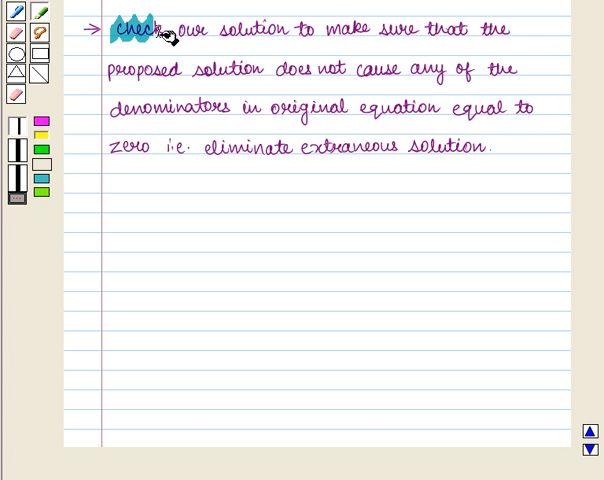 → check our solution to make sure that the
proposed solution does not cause any of the
denominators in original equation equal to
zero i.e. eliminate extraneous solution.